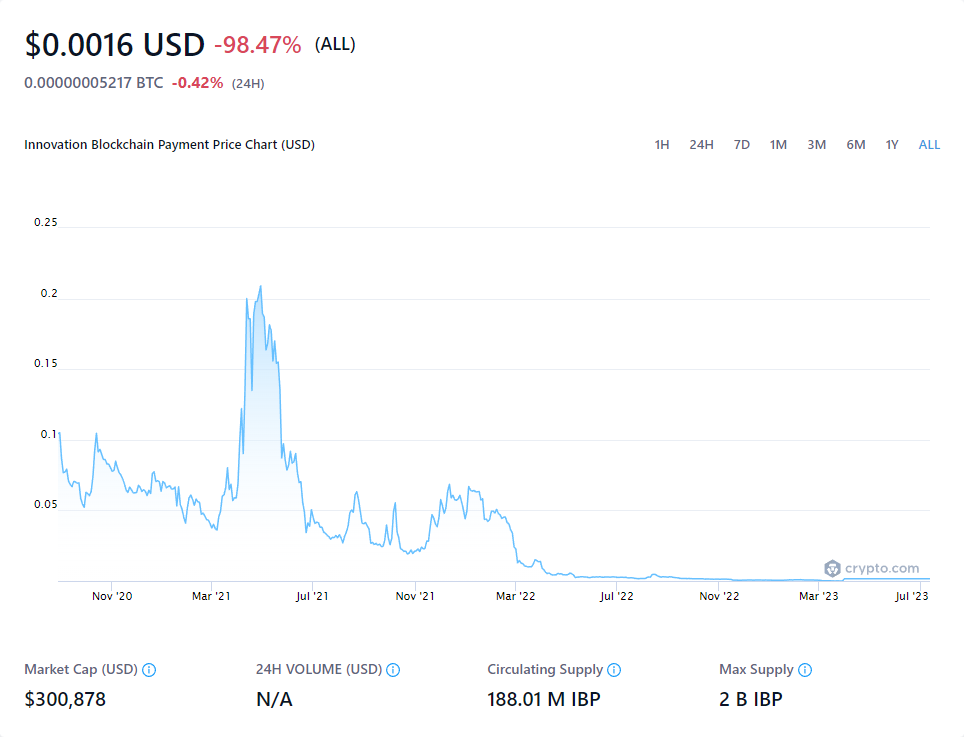 $0.0016 USD -98.47% (ALL)
0.00000005217 BTC -0.42% (24H)
Innovation Blockchain Payment Price Chart (USD) 1H 24H 7D 1M 3M 6M 1Y ALL
0.25
0.2
0.15
0.1
0.05
crypto.com
Nov '20 Mar '21 Jul '21 Nov '21 Mar '22 Jul '22 Nov '22 Mar '23 Jul '23
Market Cap (USD) 24H VOLUME (USD) Circulating Supply Max Supply
$300,878 N/A 188.01 M IBP 2 B IBP